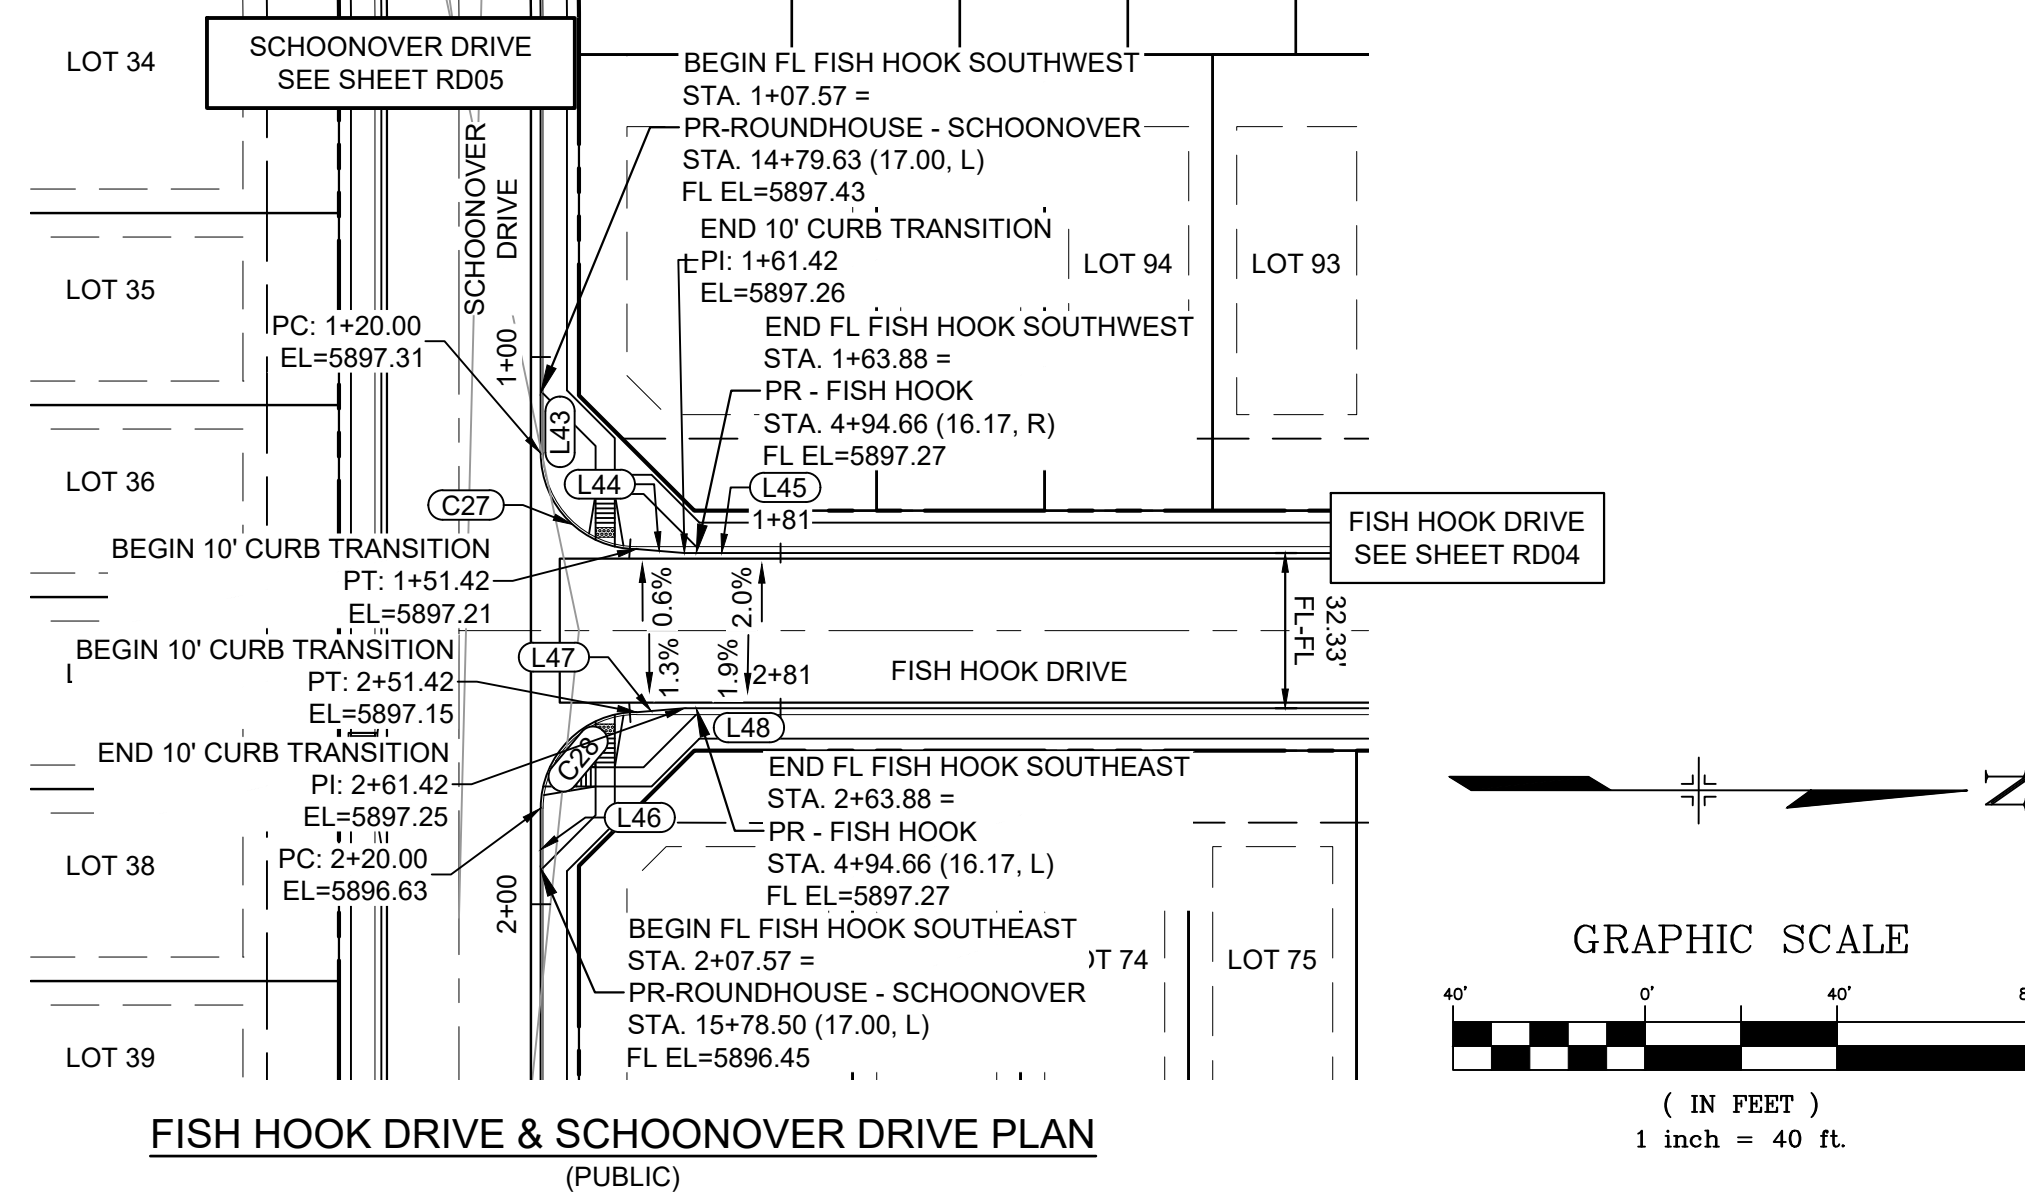 LOT 34
SCHOONOVER DRIVE
SEE SHEET RD05
BEGIN FL FISH HOOK SOUTHWEST
STA. 1+07.57 =
PR-ROUNDHOUSE - SCHOONOVER
STA. 14+79.63 (17.00, L)
FL EL=5897.43
SCHOONOVER
DRIVE
END 10' CURB TRANSITION
PI: 1+61.42
EL=5897.26
LOT 94
LOT 93
LOT 35
PC: 1+20.00
EL=5897.31
1+00
END FL FISH HOOK SOUTHWEST
STA. 1+63.88 =
PR - FISH HOOK
STA. 4+94.66 (16.17, R)
FL EL=5897.27
L43
LOT 36
L44
L45
C27
1+81
FISH HOOK DRIVE
SEE SHEET RD04
BEGIN 10' CURB TRANSITION
PT: 1+51.42
EL=5897.21
0.6%
2.0%
32.33'
FL-FL
BEGIN 10' CURB TRANSITION
PT: 2+51.42
EL=5897.15
L47
1.3%
1.9%
2+81
FISH HOOK DRIVE
L48
END 10' CURB TRANSITION
PI: 2+61.42
EL=5897.25
C28
END FL FISH HOOK SOUTHEAST
STA. 2+63.88 =
PR - FISH HOOK
STA. 4+94.66 (16.17, L)
FL EL=5897.27
L46
LOT 38
PC: 2+20.00
EL=5896.63
2+00
BEGIN FL FISH HOOK SOUTHEAST
STA. 2+07.57 =
PR-ROUNDHOUSE - SCHOONOVER
STA. 15+78.50 (17.00, L)
FL EL=5896.45
74
LOT 75
LOT 39
N
GRAPHIC SCALE
40' 0' 40'
( IN FEET )
1 inch = 40 ft.
FISH HOOK DRIVE & SCHOONOVER DRIVE PLAN
(PUBLIC)